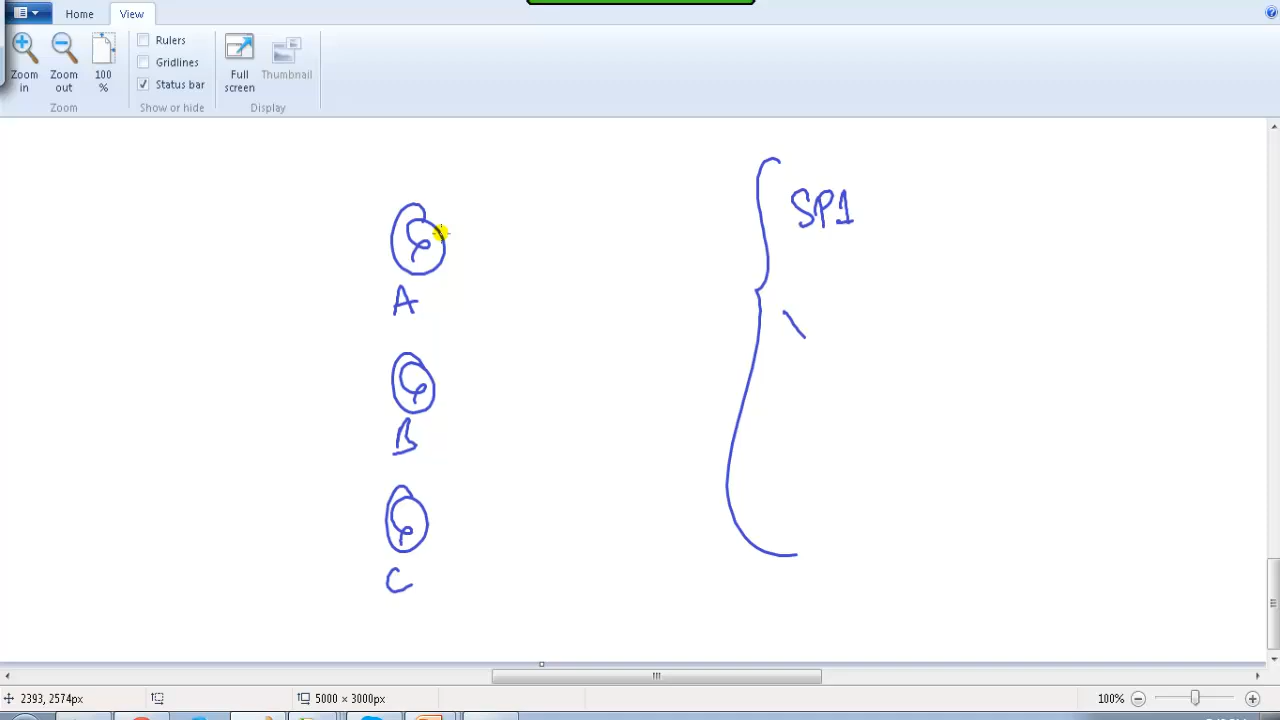 Home View
Rulers
Gridlines
Status bar
Zoom in
Zoom out
100 %
Full screen
Thumbnail
Zoom
Show or hide
Display
SP1
A
B
C
2393, 2574px
5000 × 3000px
100%